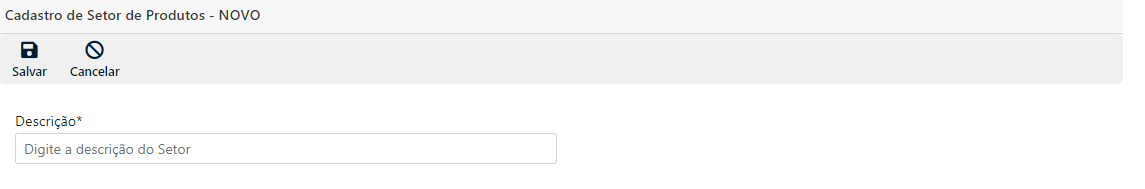 Cadastro de Setor de Produtos - NOVO
Salvar Cancelar
Descrição*
Digite a descrição do Setor